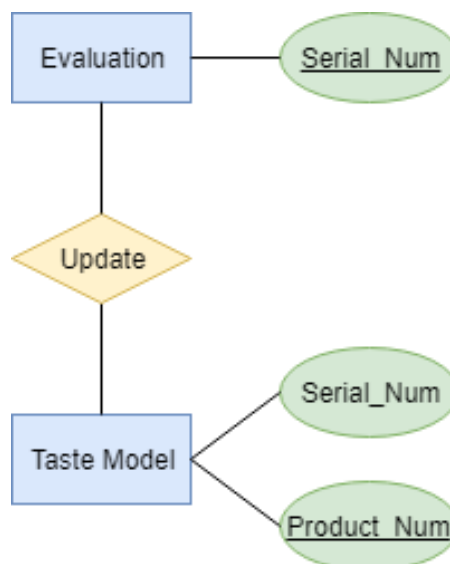 Evaluation
Serial_Num
Update
Serial_Num
Taste Model
Product_Num